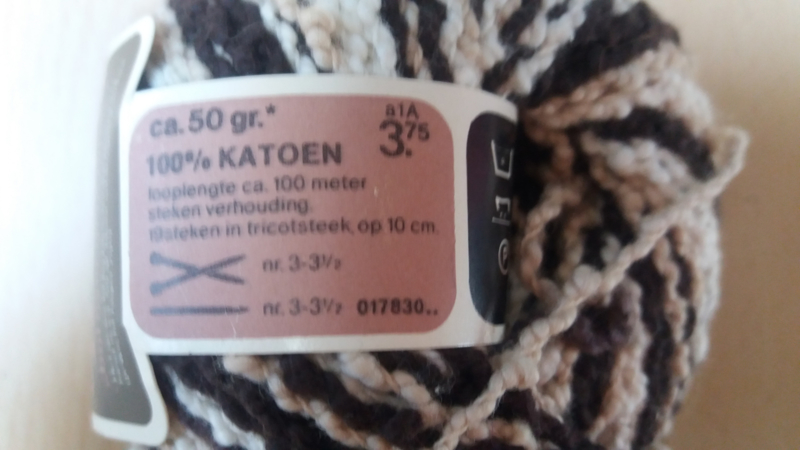 ca. 50 gr.*
a1A
3.75
100% KATOEN
looplengte ca. 100 meter
steken verhouding.
19steken in tricotsteek, op 10 cm.
nr. 3-3½
nr. 3-3½ 017830..
P